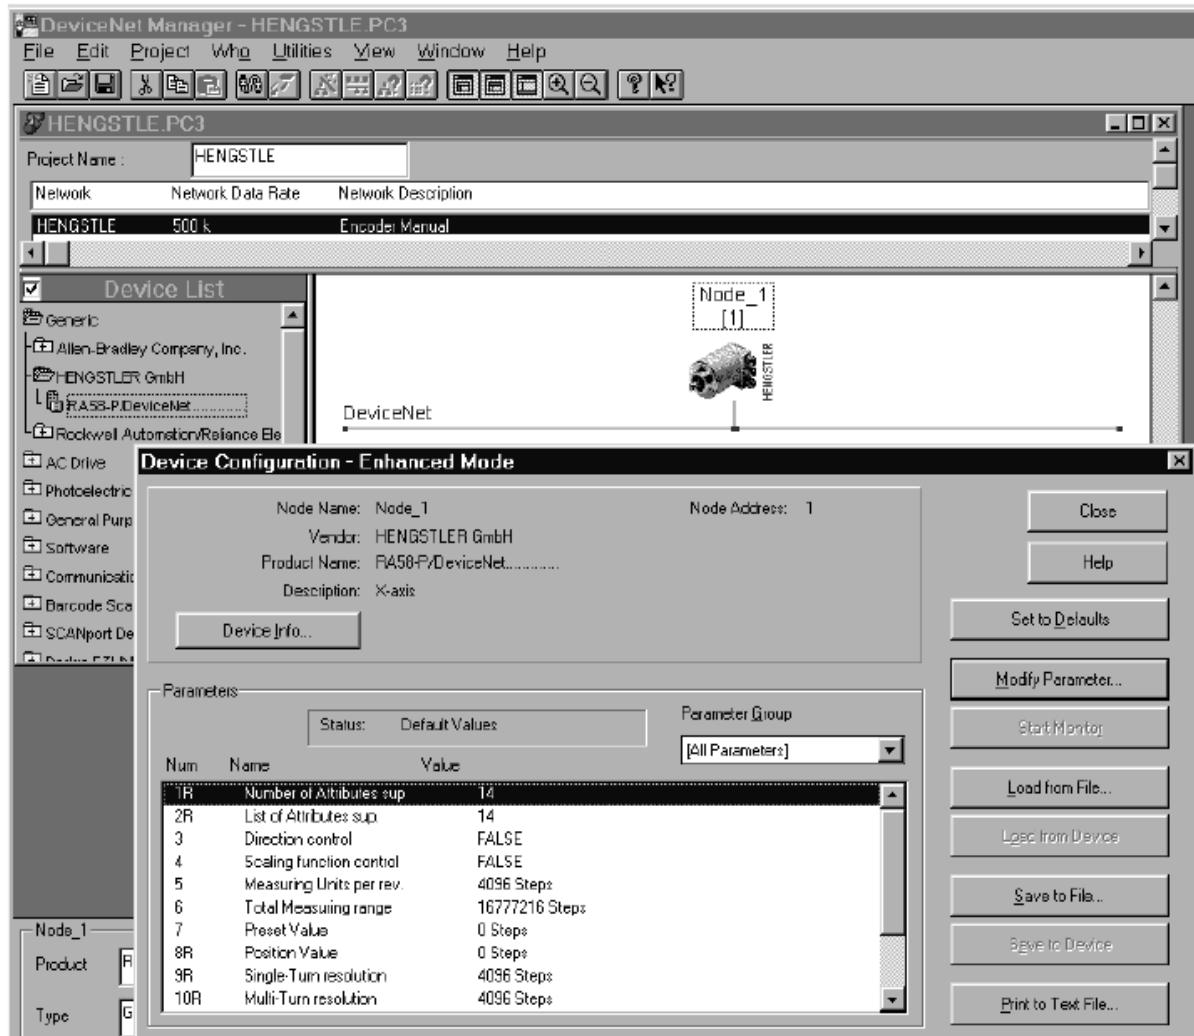 DeviceNet Manager - HENGSTLE.PC3
File Edit Project Who Utilities View Window Help
HENGSTLE.PC3
Project Name : HENGSTLE
Network Network Data Rate Network Description
HENGSTLE 500 k Encoder Manual
Device List
Generic
Allen-Bradley Company, Inc.
HENGSTLER GmbH
RA58-P/DeviceNet.............
Rockwell Automation/Reliance Ele
AC Drive
Photoelectric
General Purp
Software
Communicatio
Barcode Sca
SCANport De
Node_1
[1]
HENGSTLER
DeviceNet
Device Configuration - Enhanced Mode
Node Name: Node_1 Node Address: 1
Vendor: HENGSTLER GmbH
Product Name: RA58-P/DeviceNet.............
Description: X-axis
Device Info...
Close
Help
Set to Defaults
Modify Parameter...
Start Monitor
Load from File...
Load from Device
Save to File...
Save to Device
Print to Text File...
Parameters
Status: Default Values
Parameter Group
[All Parameters]
Num Name Value
1R Number of Attributes sup 14
2R List of Attributes sup. 14
3 Direction control FALSE
4 Scaling function control FALSE
5 Measuring Units per rev. 4096 Steps
6 Total Measuring range 16777216 Steps
7 Preset Value 0 Steps
8R Position Value 0 Steps
9R Single-Turn resolution 4096 Steps
10R Multi-Turn resolution 4096 Steps
Node_1
Product R
Type G